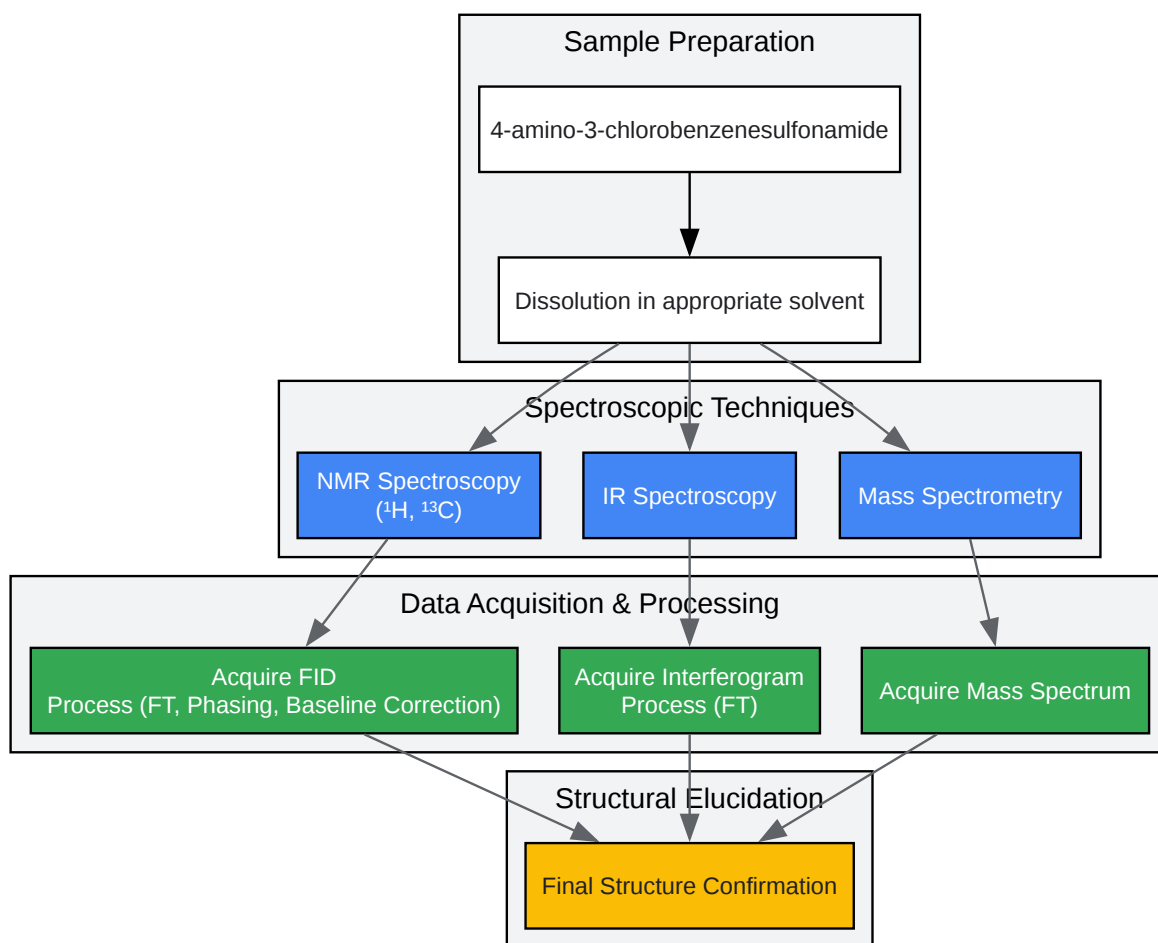 Sample Preparation
4-amino-3-chlorobenzenesulfonamide
Dissolution in appropriate solvent
Spectroscopic Techniques
NMR Spectroscopy
(¹H, ¹³C)
IR Spectroscopy
Mass Spectrometry
Data Acquisition & Processing
Acquire FID
Process (FT, Phasing, Baseline Correction)
Acquire Interferogram
Process (FT)
Acquire Mass Spectrum
Structural Elucidation
Final Structure Confirmation